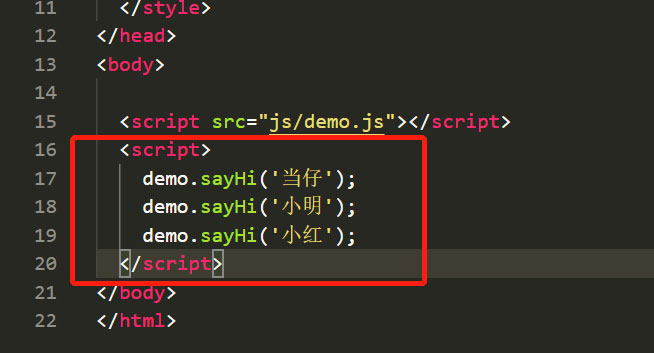 11 </style>
12 </head>
13 <body>
14
15 <script src="js/demo.js"></script>
16 <script>
17 demo.sayHi('当仔');
18 demo.sayHi('小明');
19 demo.sayHi('小红');
20 </script>
21 </body>
22 </html>